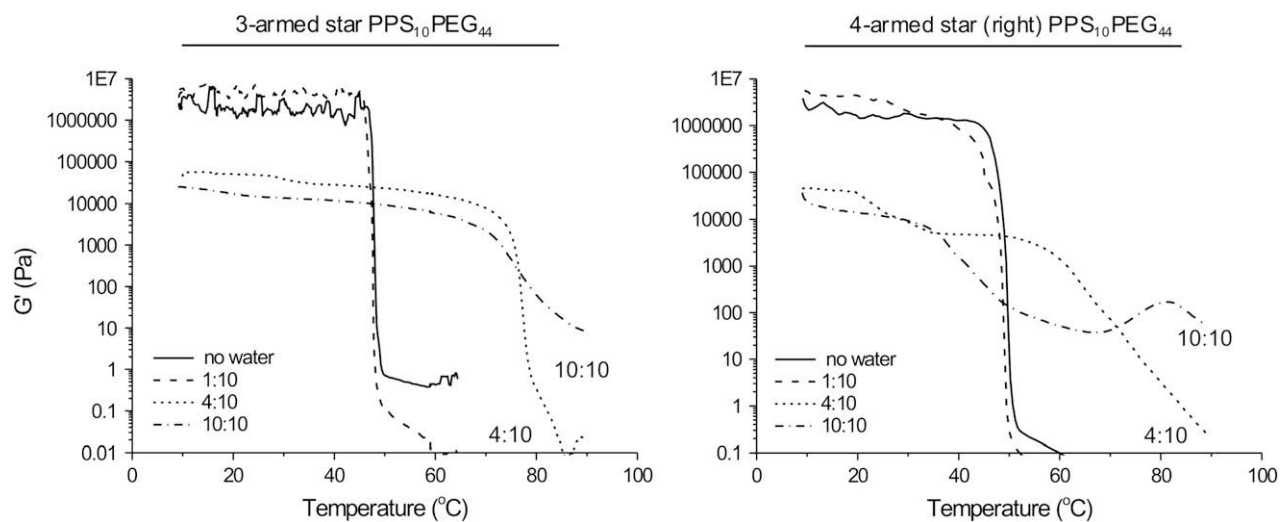 3-armed star PPS₁₀PEG₄₄
G' (Pa)
1E7
1000000
100000
10000
1000
100
10
1
0.1
0.01
no water
1:10
4:10
10:10
10:10
4:10
0 20 40 60 80 100
Temperature (°C)
4-armed star (right) PPS₁₀PEG₄₄
1E7
1000000
100000
10000
1000
100
10
1
0.1
no water
1:10
4:10
10:10
10:10
4:10
0 20 40 60 80 100
Temperature (°C)